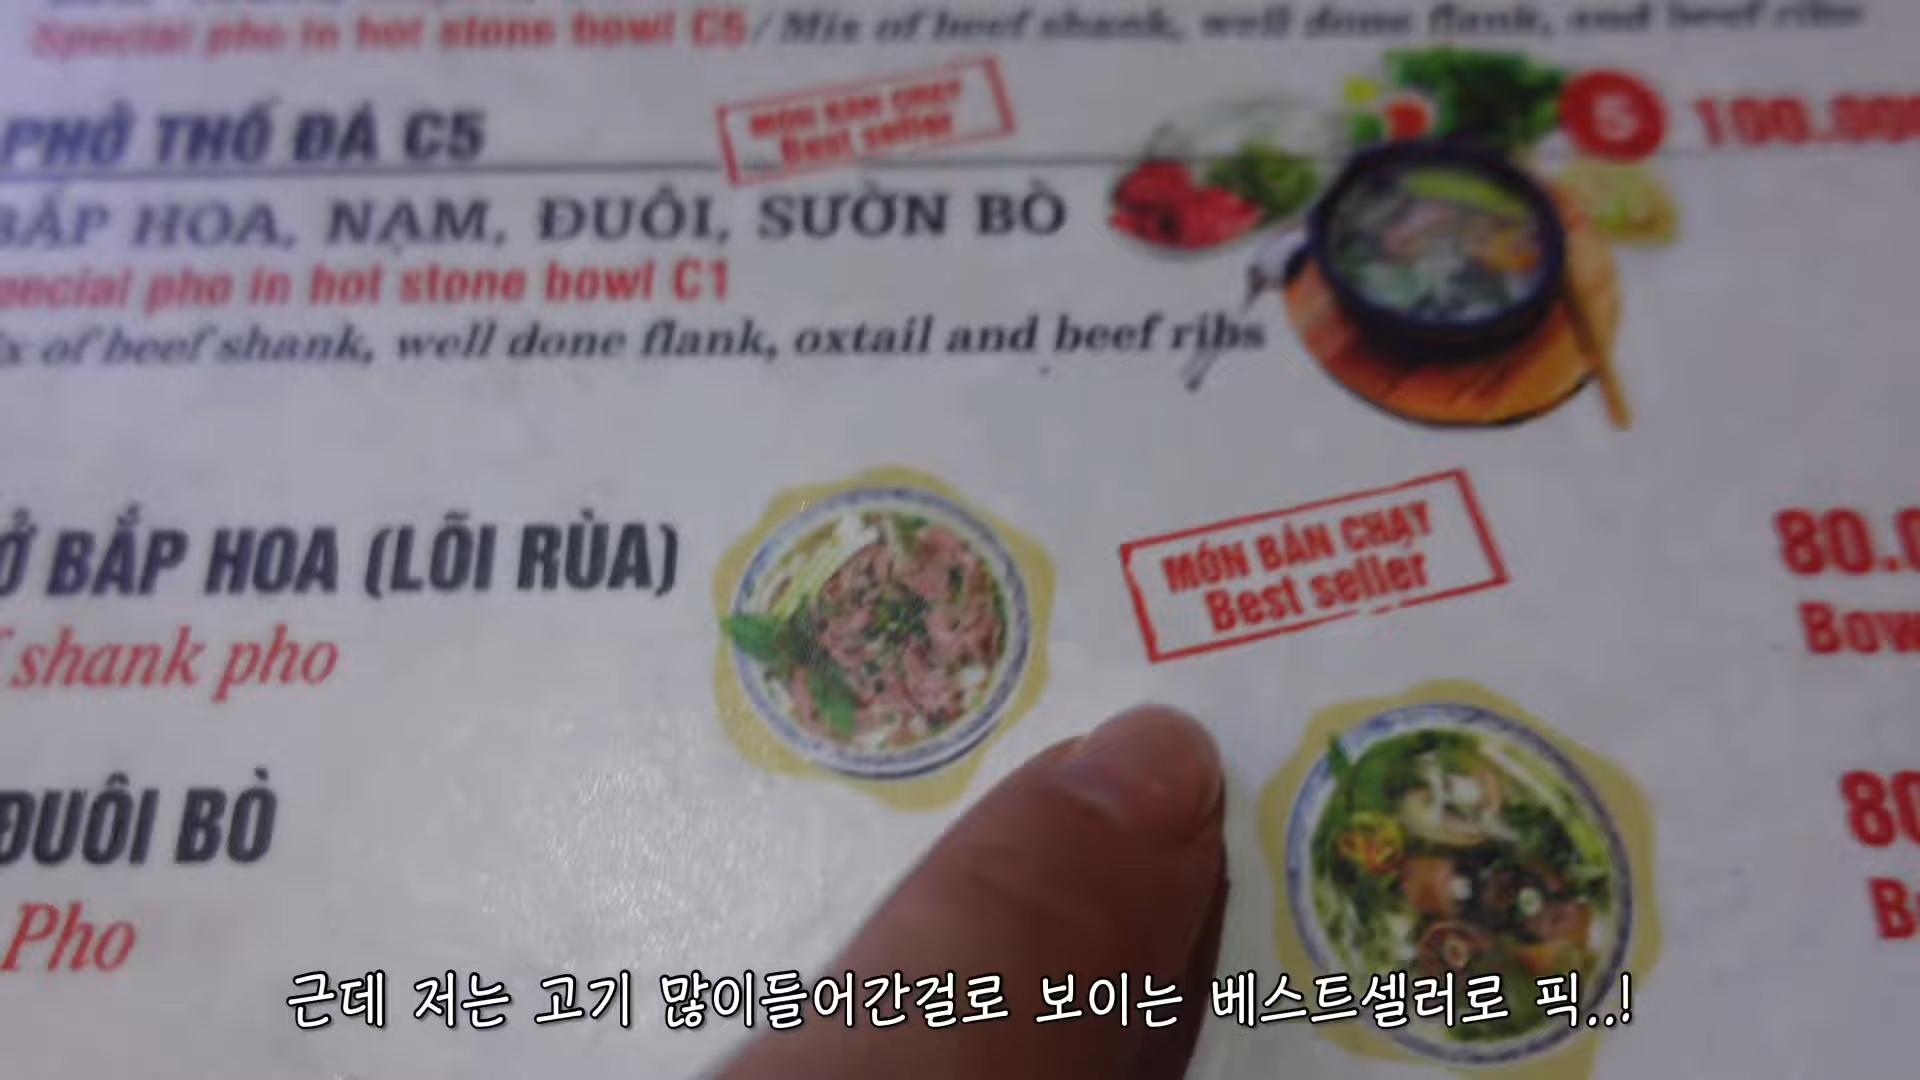 Special pho in hot stone bowl C5 / Mix of beef shank, well done flank, and beef ribs
PHỞ THỐ ĐÁ C5
MÓN BÁN CHẠY
Best seller
5
BẮP HOA, NẠM, ĐUÔI, SƯỜN BÒ
pecial pho in hot stone bowl C1
x of beef shank, well done flank, oxtail and beef ribs
Ở BẮP HOA (LÕI RÙA)
MÓN BÁN CHẠY
Best seller
80.0
Bow
shank pho
ĐUÔI BÒ
80
Pho
근데 저는 고기 많이들어간걸로 보이는 베스트셀러로 픽..!